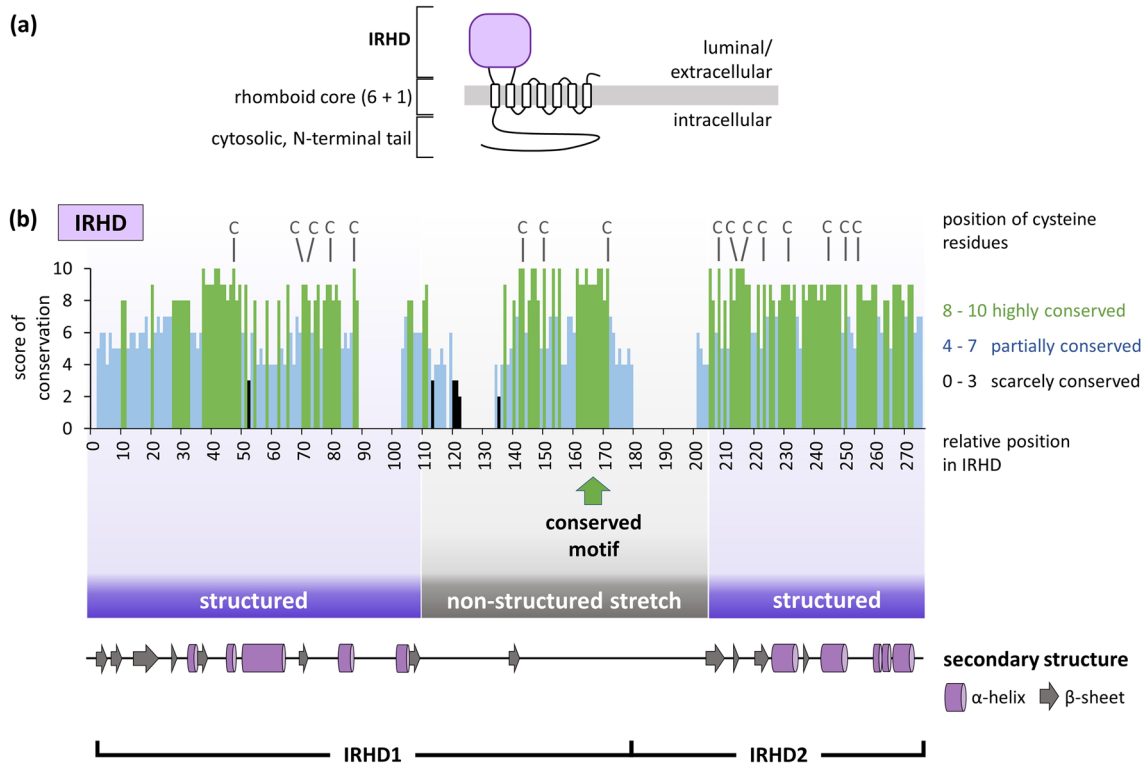 (a)
IRHD
luminal/
extracellular
rhomboid core (6 + 1)
intracellular
cytosolic, N-terminal tail
(b)
IRHD
C C C C C C C C C C C C C C C C
position of cysteine
residues
score of
conservation
10
8
6
4
2
0
8 - 10 highly conserved
4 - 7 partially conserved
0 - 3 scarcely conserved
0 10 20 30 40 50 60 70 80 90 100 110 120 130 140 150 160 170 180 190 200 210 220 230 240 250 260 270
relative position
in IRHD
conserved
motif
structured non-structured stretch structured
secondary structure
α-helix β-sheet
IRHD1 IRHD2